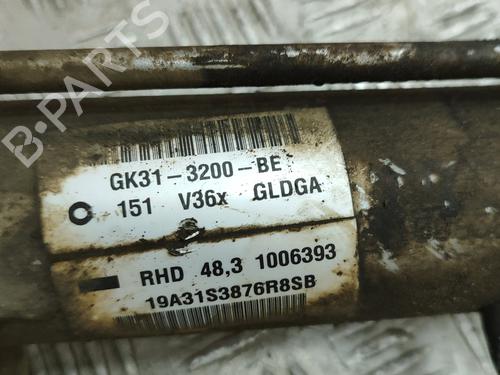 B-PARTS
GK31-3200-BE
151 V36x GLDGA
RHD 48,3 1006393
19A31S3876R8SB